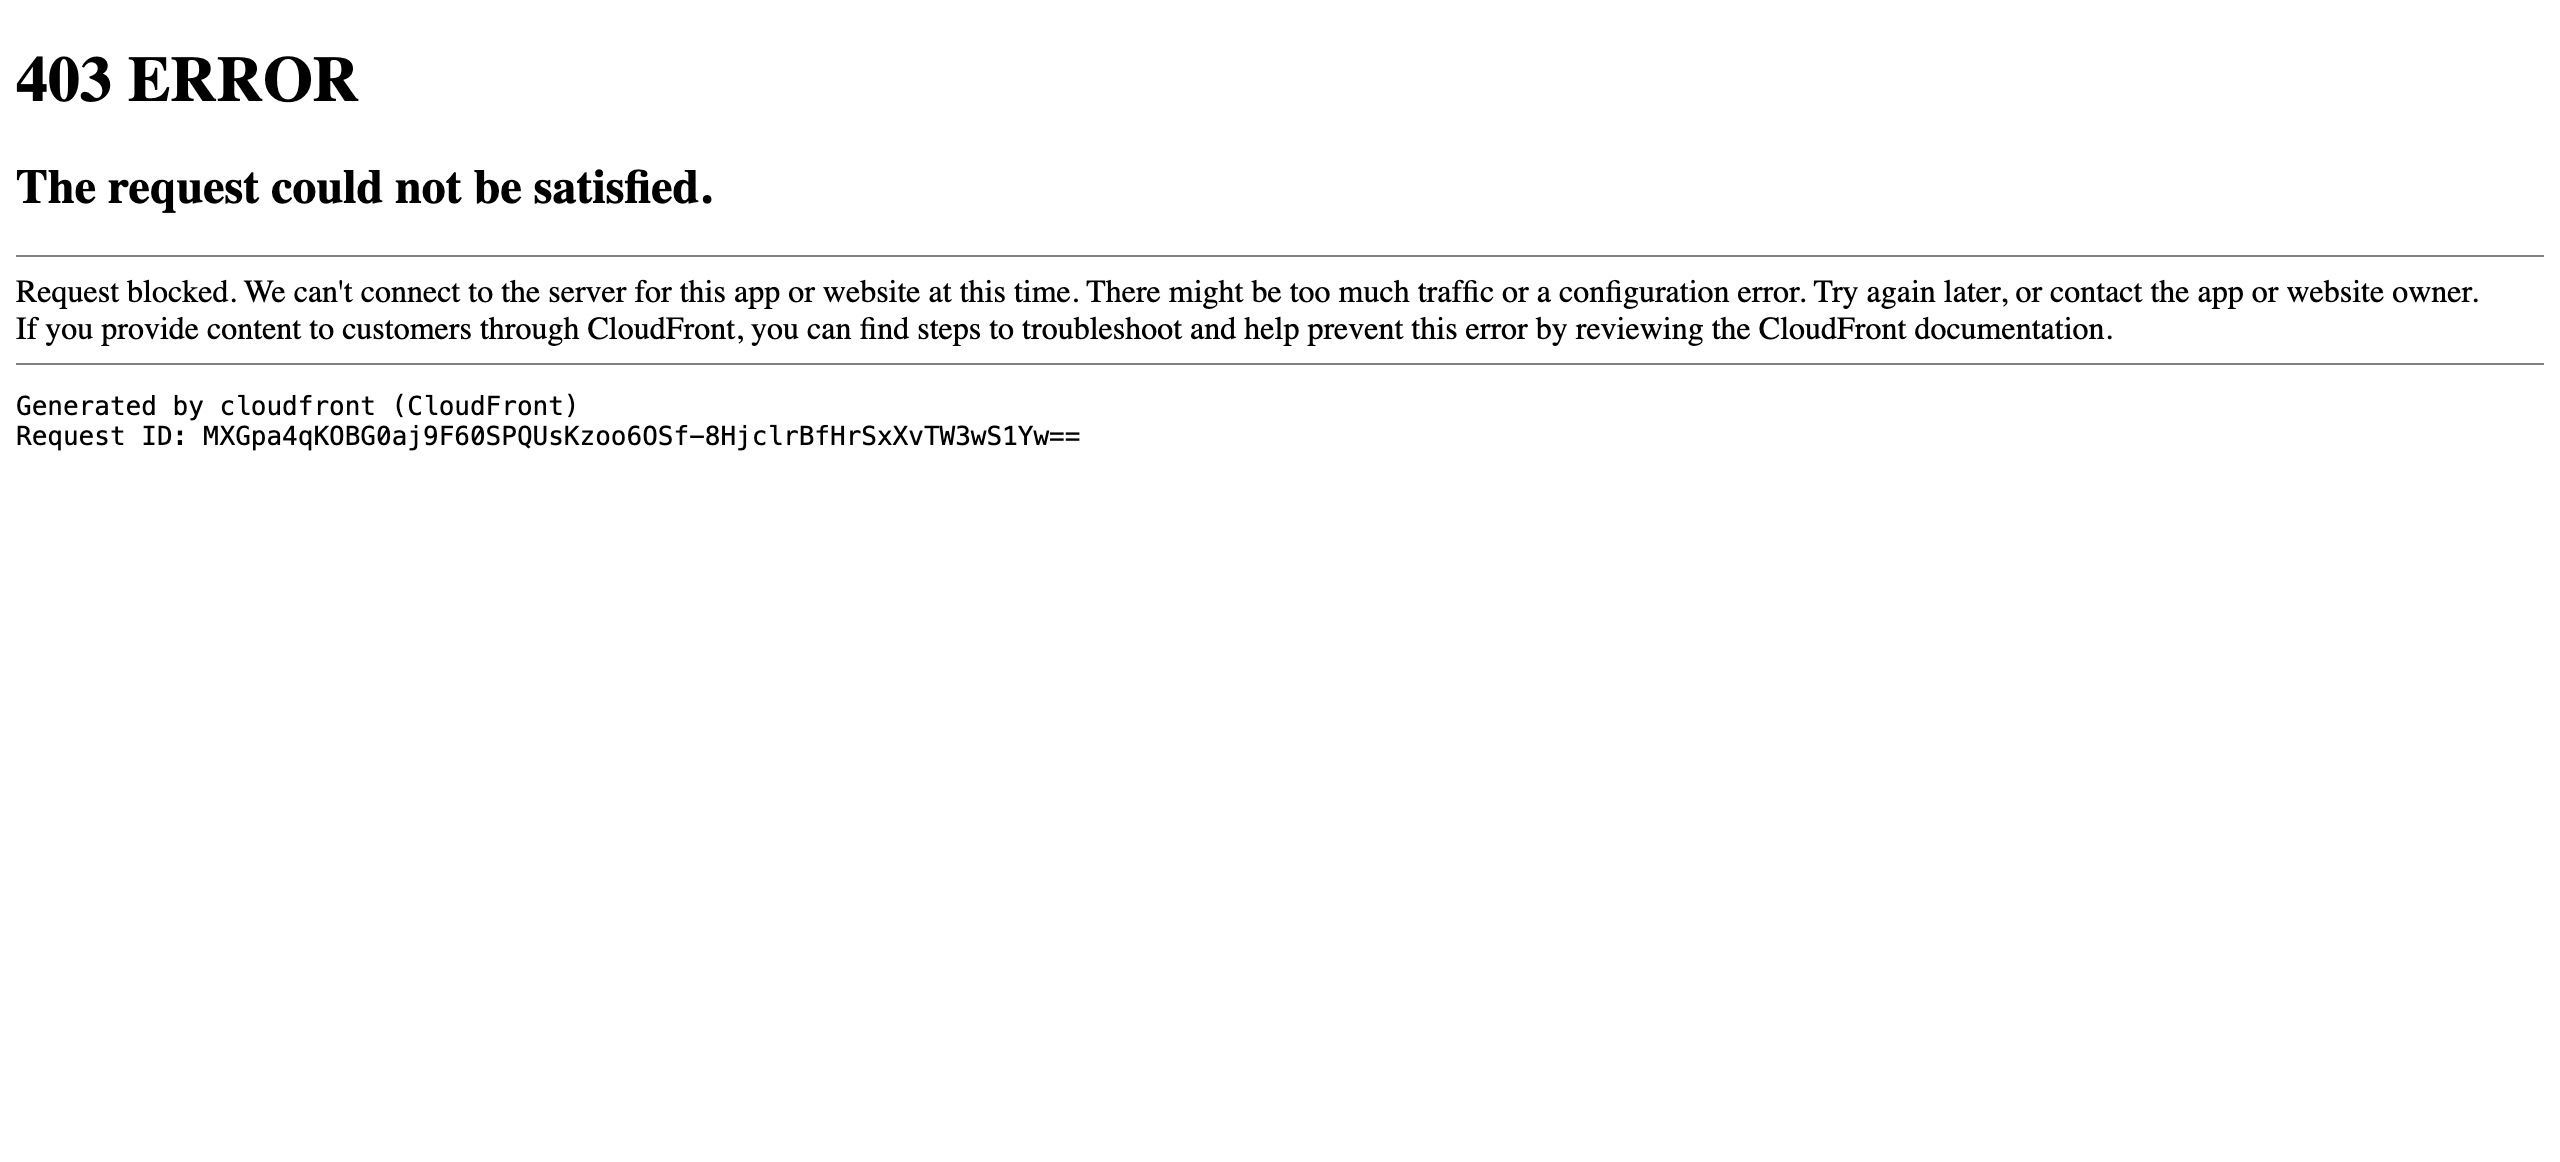 403 ERROR
The request could not be satisfied.
Request blocked. We can't connect to the server for this app or website at this time. There might be too much traffic or a configuration error. Try again later, or contact the app or website owner.
If you provide content to customers through CloudFront, you can find steps to troubleshoot and help prevent this error by reviewing the CloudFront documentation.
Generated by cloudfront (CloudFront)
Request ID: MXGpa4qKOBG0aj9F60SPQUsKzoo6OSf-8HjclrBfHrSxXvTW3wS1Yw==